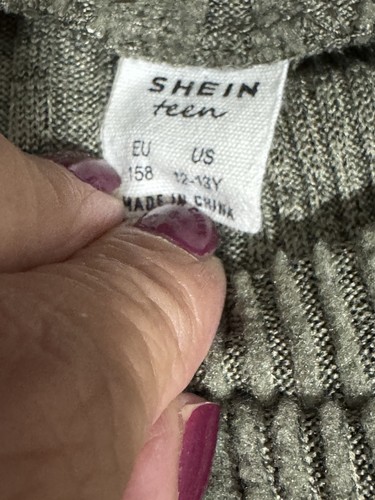 SHEIN
teen
EU US
158 12-13Y
MADE IN CHINA